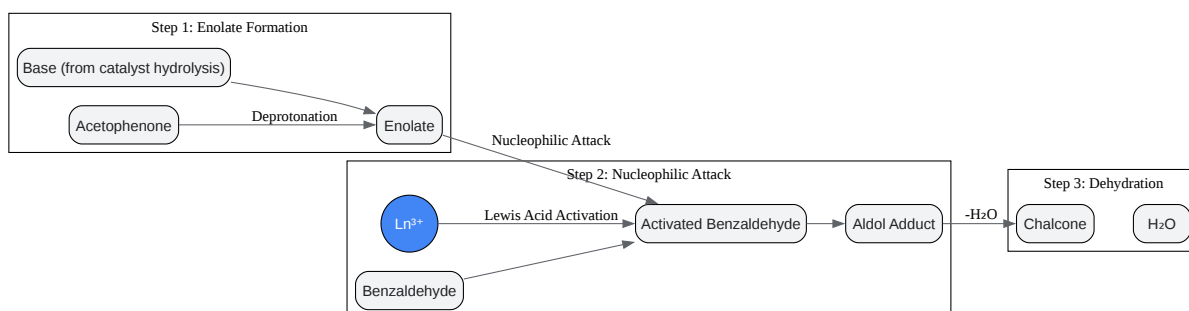 Step 1: Enolate Formation
Base (from catalyst hydrolysis)
Acetophenone
Deprotonation
Enolate
Nucleophilic Attack
Step 2: Nucleophilic Attack
Ln³⁺
Lewis Acid Activation
Activated Benzaldehyde
Aldol Adduct
Benzaldehyde
-H₂O
Step 3: Dehydration
Chalcone
H₂O